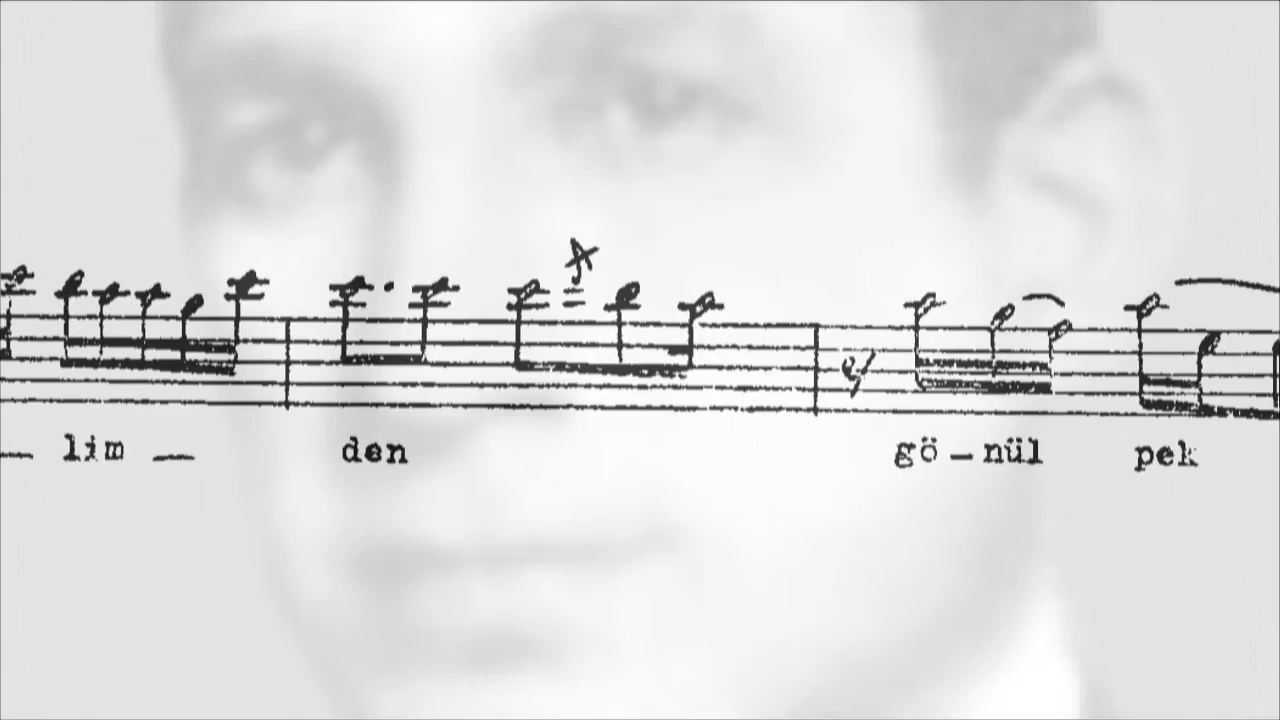 — lim — den gö — nül pek